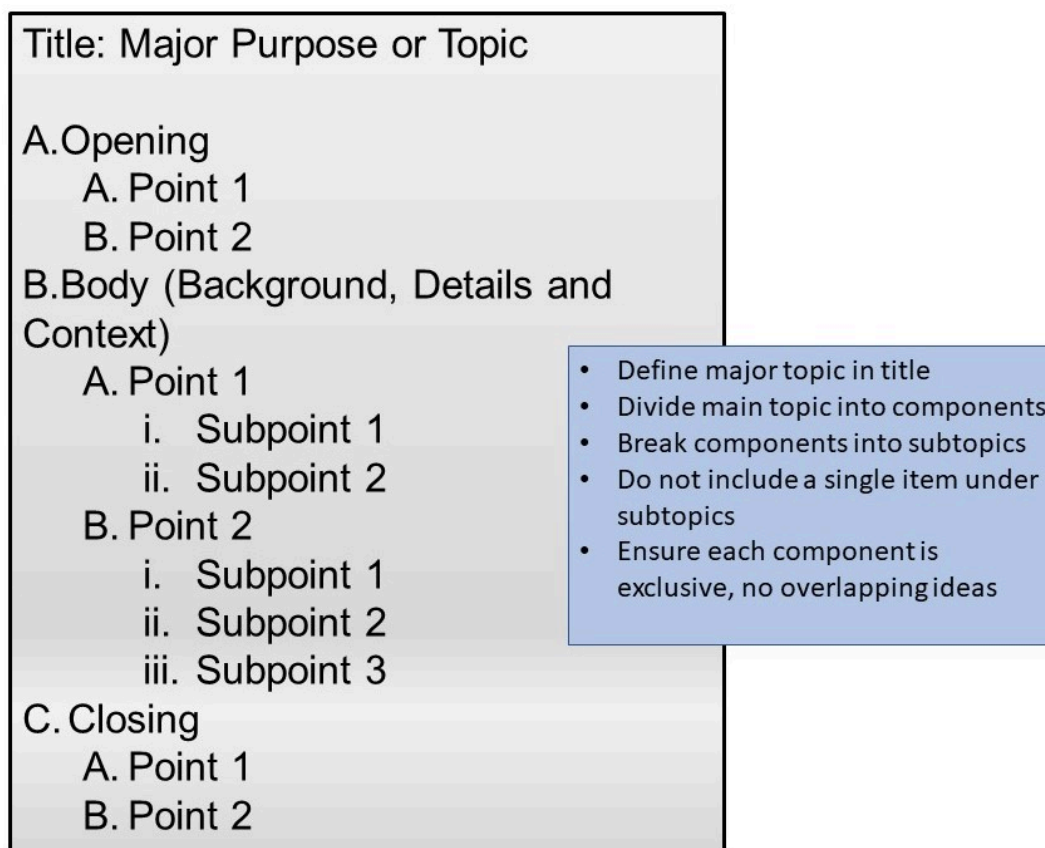 Title: Major Purpose or Topic
A.Opening
A. Point 1
B. Point 2
B.Body (Background, Details and
Context)
A. Point 1
i. Subpoint 1
ii. Subpoint 2
B. Point 2
i. Subpoint 1
ii. Subpoint 2
iii. Subpoint 3
C. Closing
A. Point 1
B. Point 2
• Define major topic in title
• Divide main topic into components
• Break components into subtopics
• Do not include a single item under
subtopics
• Ensure each component is
exclusive, no overlapping ideas